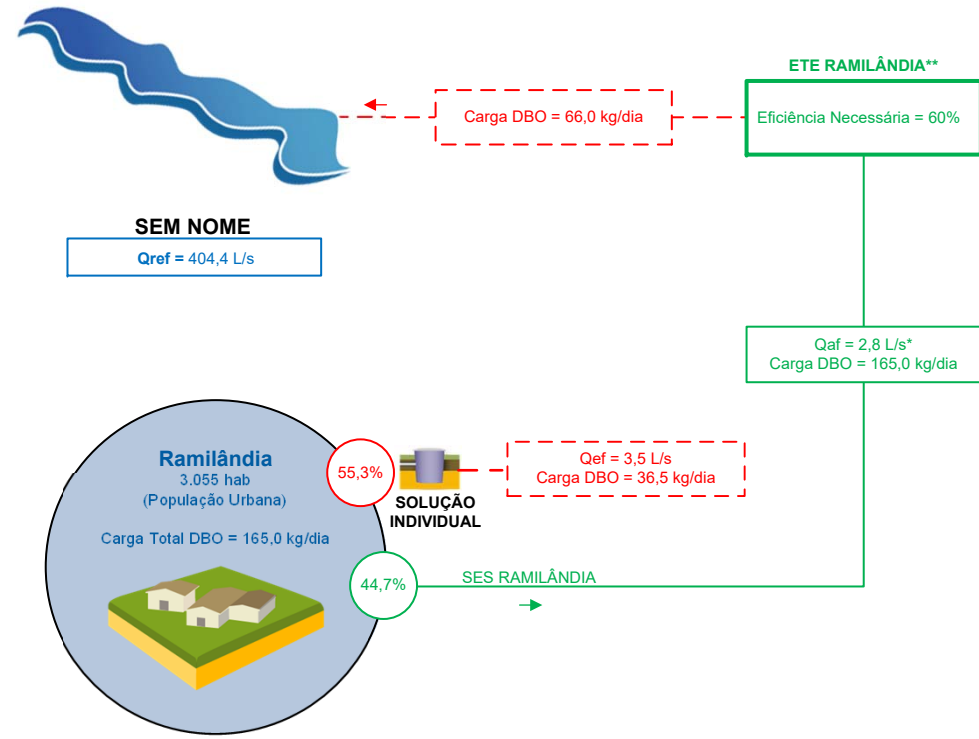 ETE RAMILÂNDIA**
Carga DBO = 66,0 kg/dia
Eficiência Necessária = 60%
SEM NOME
Qref = 404,4 L/s
Qaf = 2,8 L/s*
Carga DBO = 165,0 kg/dia
Ramilândia
3.055 hab
(População Urbana)
Carga Total DBO = 165,0 kg/dia
55,3%
SOLUÇÃO
INDIVIDUAL
Qef = 3,5 L/s
Carga DBO = 36,5 kg/dia
44,7%
SES RAMILÂNDIA